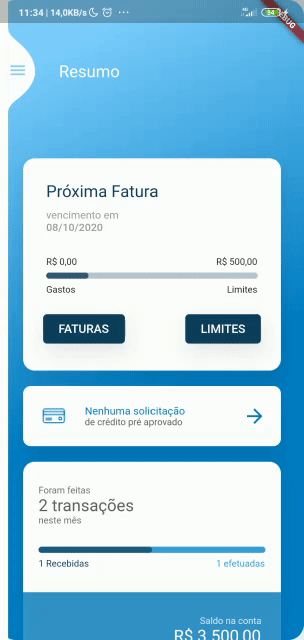 11:34 | 14,0KB/s ... 4G 94
Resumo
Próxima Fatura
vencimento em
08/10/2020
R$ 0,00 R$ 500,00
Gastos Limites
FATURAS LIMITES
Nenhuma solicitação
de crédito pré aprovado
Foram feitas
2 transações
neste mês
1 Recebidas 1 efetuadas
Saldo na conta
R$ 3.500,00